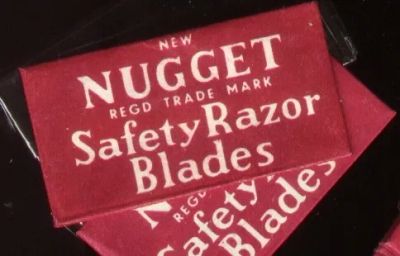 NEW
NUGGET
REGD TRADE MARK
Safety Razor
Blades
N
REGD
Safety
Blades